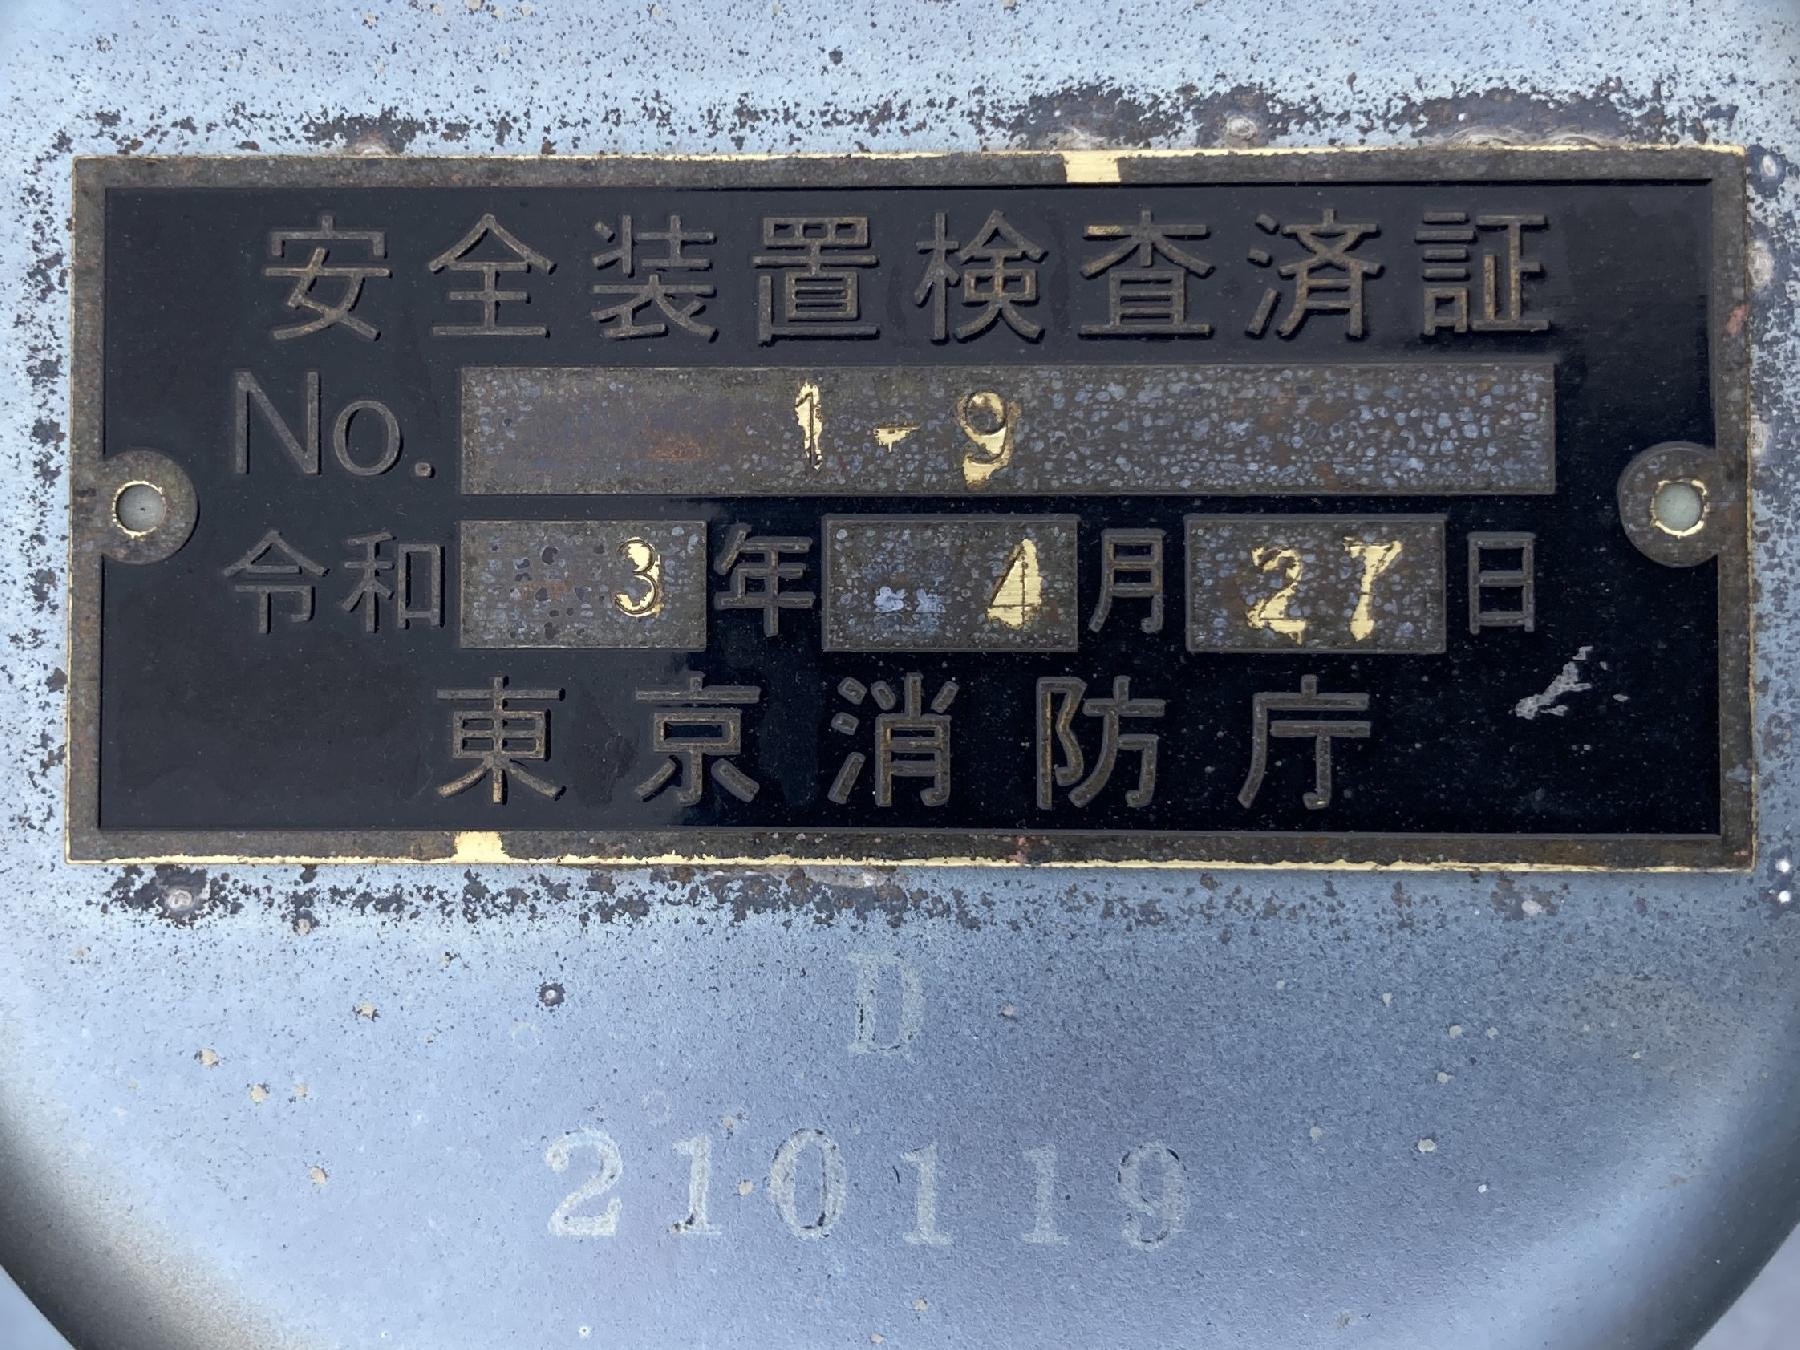 安全装置検査済証
No. 1-9
令和 3 年 4 月 27 日
東京消防庁
D
210119